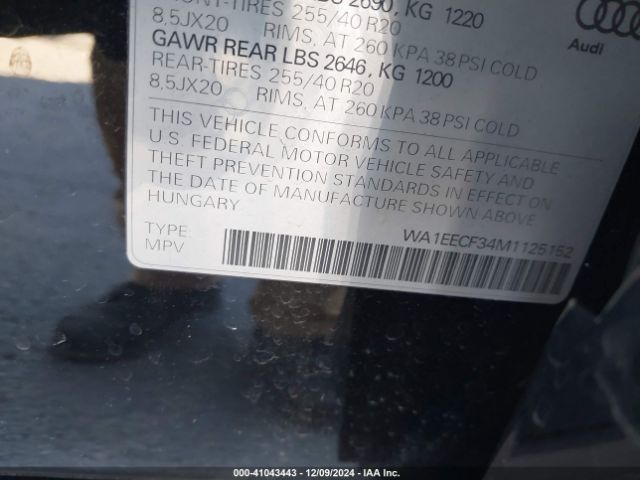 2690, KG 1220
FRONT-TIRES 255/40 R20
8,5JX20 RIMS, AT 260 KPA 38 PSI COLD
GAWR REAR LBS 2646, KG 1200
REAR-TIRES 255/40 R20
8,5JX20 RIMS, AT 260 KPA 38 PSI COLD
THIS VEHICLE CONFORMS TO ALL APPLICABLE
U.S. FEDERAL MOTOR VEHICLE SAFETY AND
THEFT PREVENTION STANDARDS IN EFFECT ON
THE DATE OF MANUFACTURE SHOWN ABOVE
HUNGARY
TYPE:
MPV
WA1EECF34M1125152
Audi
000-41043443 • 12/09/2024 • IAA Inc.